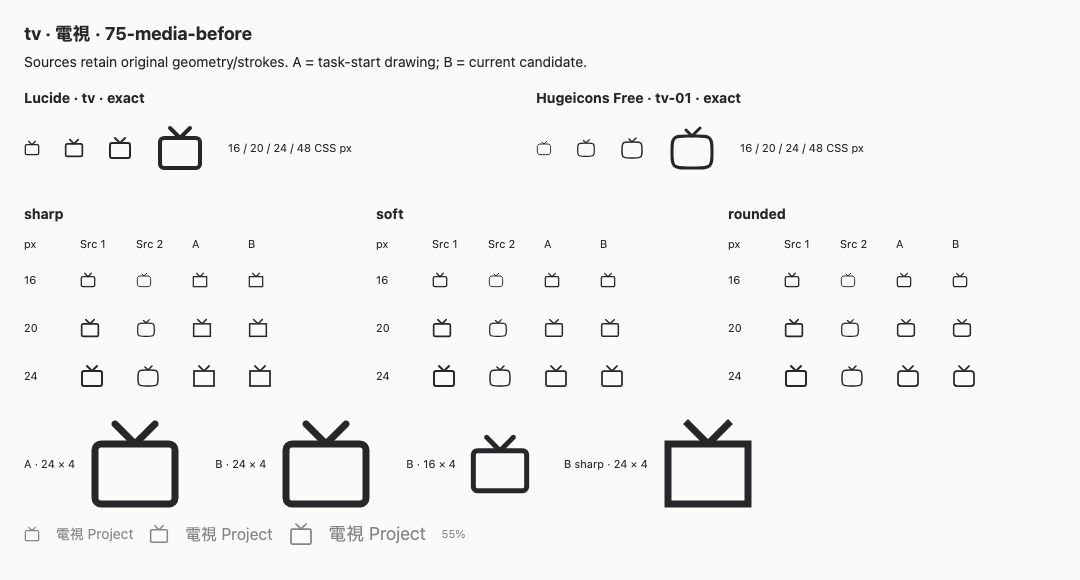 tv · 電視 · 75-media-before
Sources retain original geometry/strokes. A = task-start drawing; B = current candidate.
Lucide · tv · exact
Hugeicons Free · tv-01 · exact
16 / 20 / 24 / 48 CSS px
16 / 20 / 24 / 48 CSS px
sharp
soft
rounded
px Src 1 Src 2 A B
px Src 1 Src 2 A B
px Src 1 Src 2 A B
16
16
16
20
20
20
24
24
24
A · 24 × 4
B · 24 × 4
B · 16 × 4
B sharp · 24 × 4
電視 Project 電視 Project 電視 Project 55%